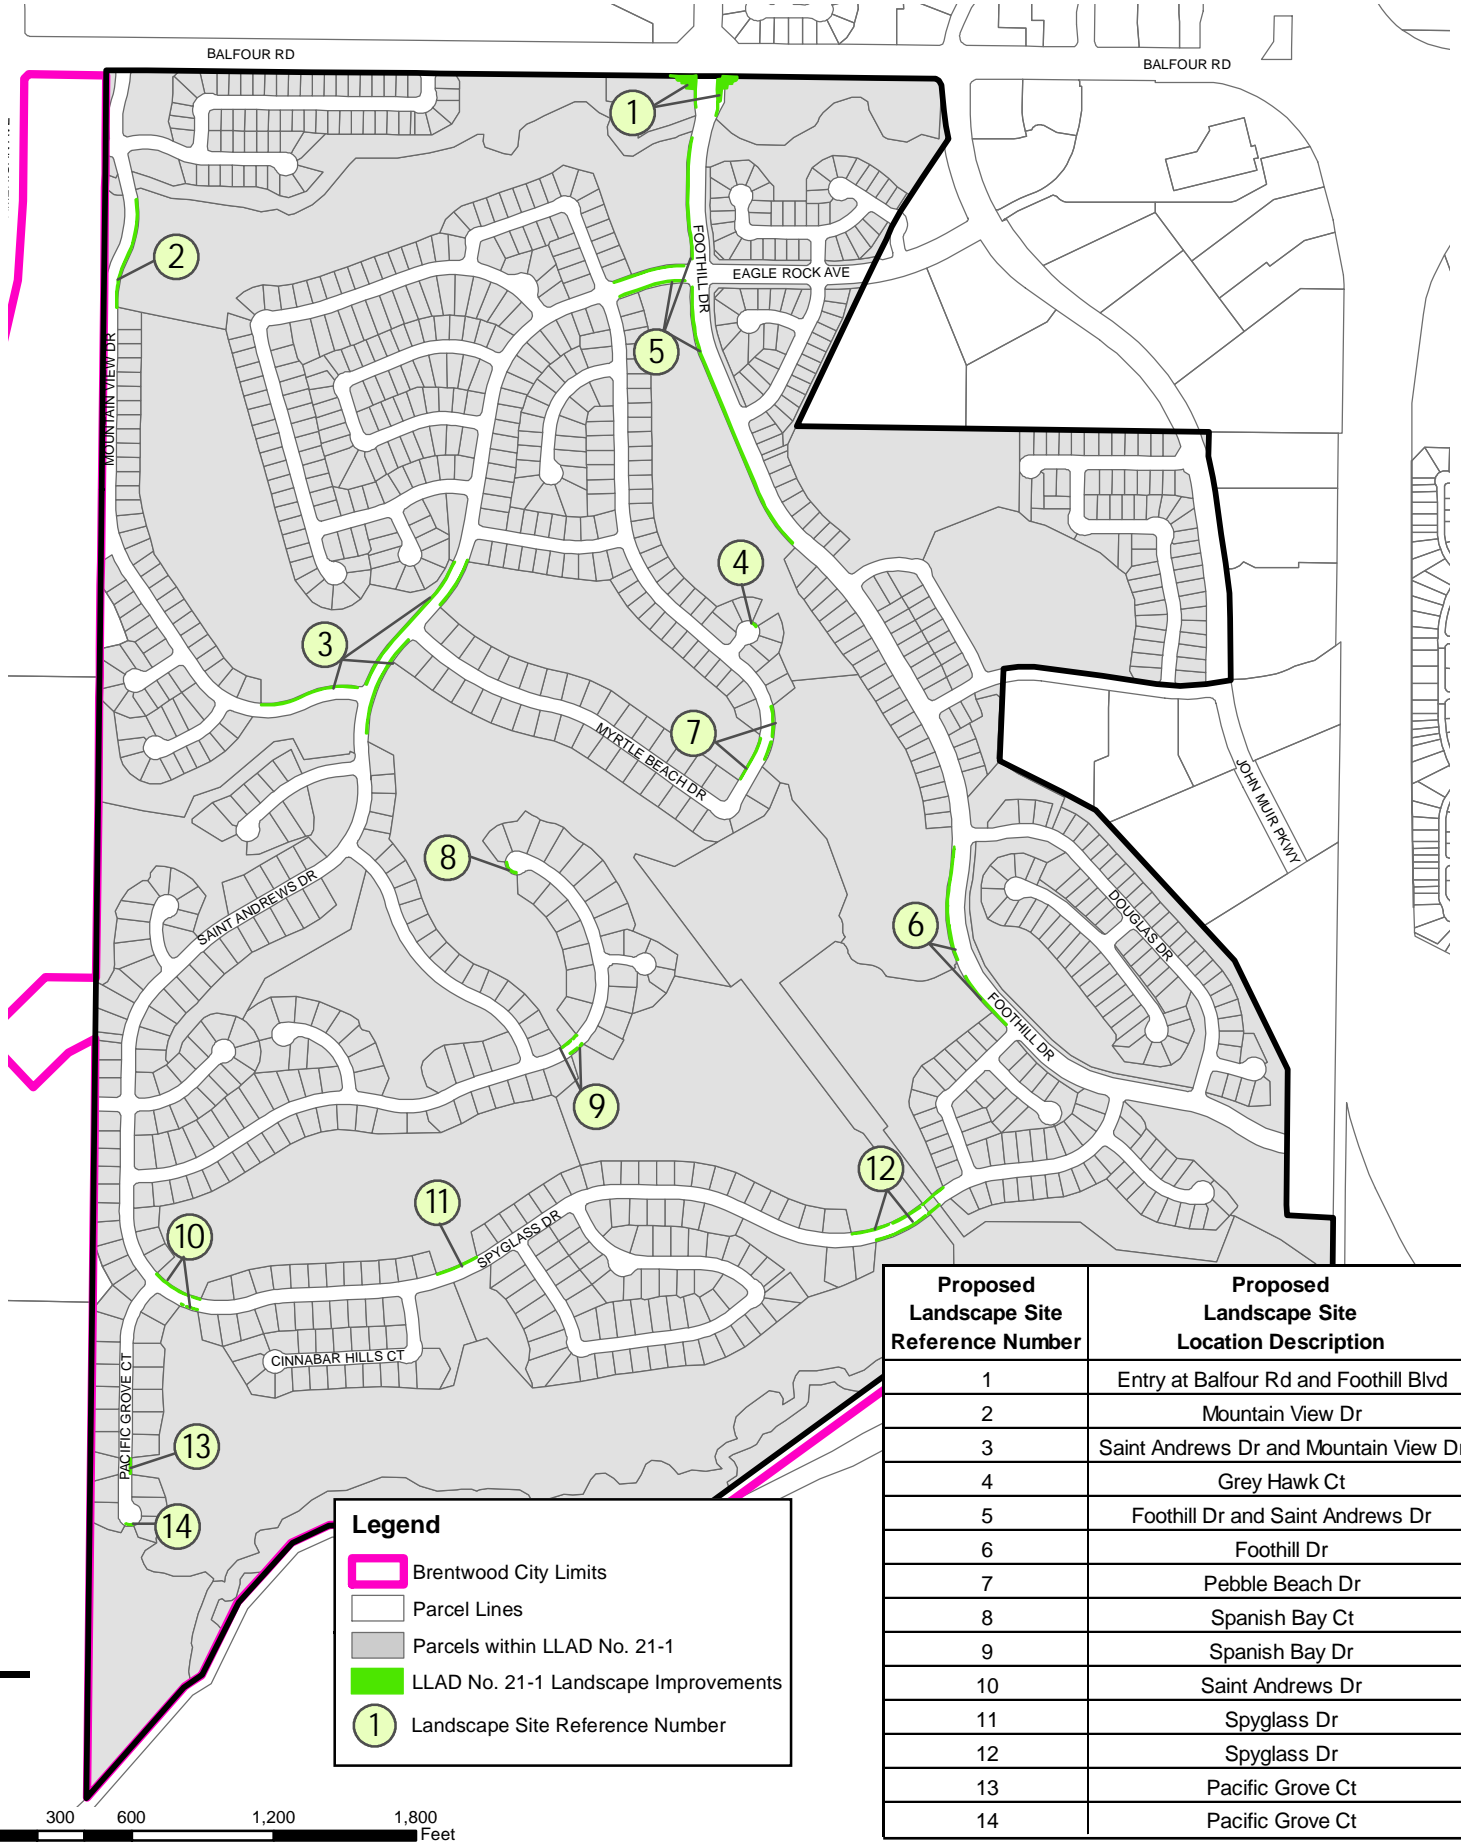 BALFOUR RD
BALFOUR RD
1
2
FOOTHILL DR
EAGLE ROCK AVE
MOUNTAIN VIEW DR
5
4
3
7
MYRTLE BEACH DR
JOHN MUIR PKWY
8
SAINT ANDREWS DR
DOUGLAS DR
6
FOOTHILL DR
9
12
11
10
SPYGLASS DR
CINNABAR HILLS CT
PACIFIC GROVE CT
13
14
Proposed Landscape Site Reference Number
Proposed Landscape Site Location Description
1 Entry at Balfour Rd and Foothill Blvd
2 Mountain View Dr
3 Saint Andrews Dr and Mountain View Dr
4 Grey Hawk Ct
5 Foothill Dr and Saint Andrews Dr
6 Foothill Dr
7 Pebble Beach Dr
8 Spanish Bay Ct
9 Spanish Bay Dr
10 Saint Andrews Dr
11 Spyglass Dr
12 Spyglass Dr
13 Pacific Grove Ct
14 Pacific Grove Ct
Legend
Brentwood City Limits
Parcel Lines
Parcels within LLAD No. 21-1
LLAD No. 21-1 Landscape Improvements
1 Landscape Site Reference Number
300 600 1,200 1,800
Feet